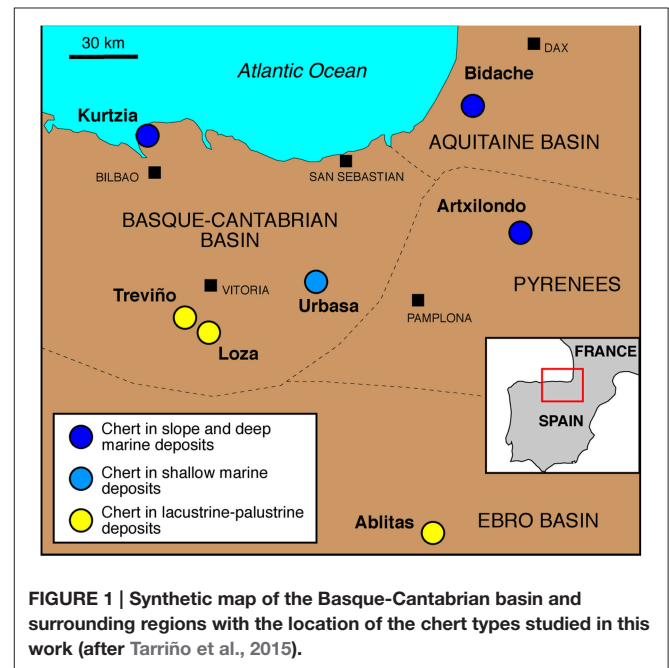 30 km
Atlantic Ocean
DAX
Bidache
Kurtzia
AQUITAINE BASIN
BILBAO
SAN SEBASTIAN
BASQUE-CANTABRIAN
BASIN
Artxilondo
PYRENEES
Treviño
VITORIA
Urbasa
PAMPLONA
Loza
FRANCE
SPAIN
Chert in slope and deep
marine deposits
Chert in shallow marine
deposits
Chert in lacustrine-palustrine
deposits
Ablitas
EBRO BASIN
FIGURE 1 | Synthetic map of the Basque-Cantabrian basin and
surrounding regions with the location of the chert types studied in this
work (after Tarriño et al., 2015).